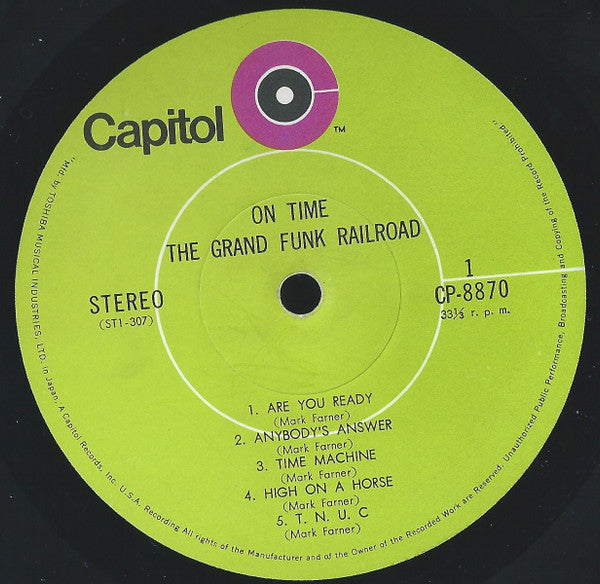 Capitol
TM
ON TIME
THE GRAND FUNK RAILROAD
STEREO
(ST1-307)
1
CP-8870
33⅓ r. p. m.
1. ARE YOU READY
(Mark Farner)
2. ANYBODY'S ANSWER
(Mark Farner)
3. TIME MACHINE
(Mark Farner)
4. HIGH ON A HORSE
(Mark Farner)
5. T. N. U. C
(Mark Farner)
"Mfd. by TOSHIBA MUSICAL INDUSTRIES, LTD. in Japan, A Capitol Records, Inc. U.S.A. Recording All rights of the Manufacturer and of the Owner of the Recorded Work are Reserved. Unauthorized Public Performance, Broadcasting and Copying of the Record Prohibited"